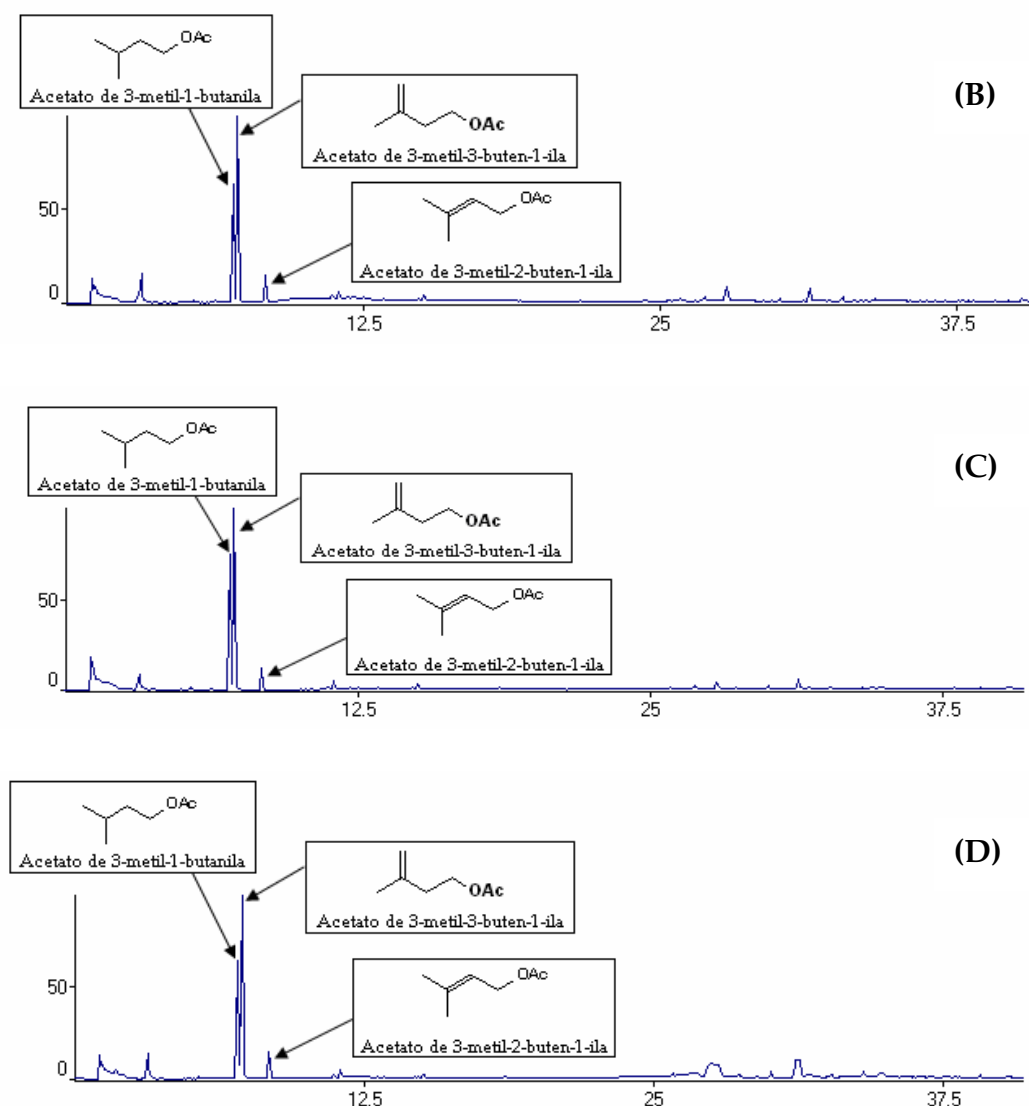 OAc
Acetato de 3-metil-1-butanila
OAc
Acetato de 3-metil-3-buten-1-ila
(B)
OAc
Acetato de 3-metil-2-buten-1-ila
50
0
12.5
25
37.5
OAc
Acetato de 3-metil-1-butanila
OAc
Acetato de 3-metil-3-buten-1-ila
(C)
OAc
Acetato de 3-metil-2-buten-1-ila
50
0
12.5
25
37.5
OAc
Acetato de 3-metil-1-butanila
OAc
Acetato de 3-metil-3-buten-1-ila
(D)
OAc
Acetato de 3-metil-2-buten-1-ila
50
0
12.5
25
37.5